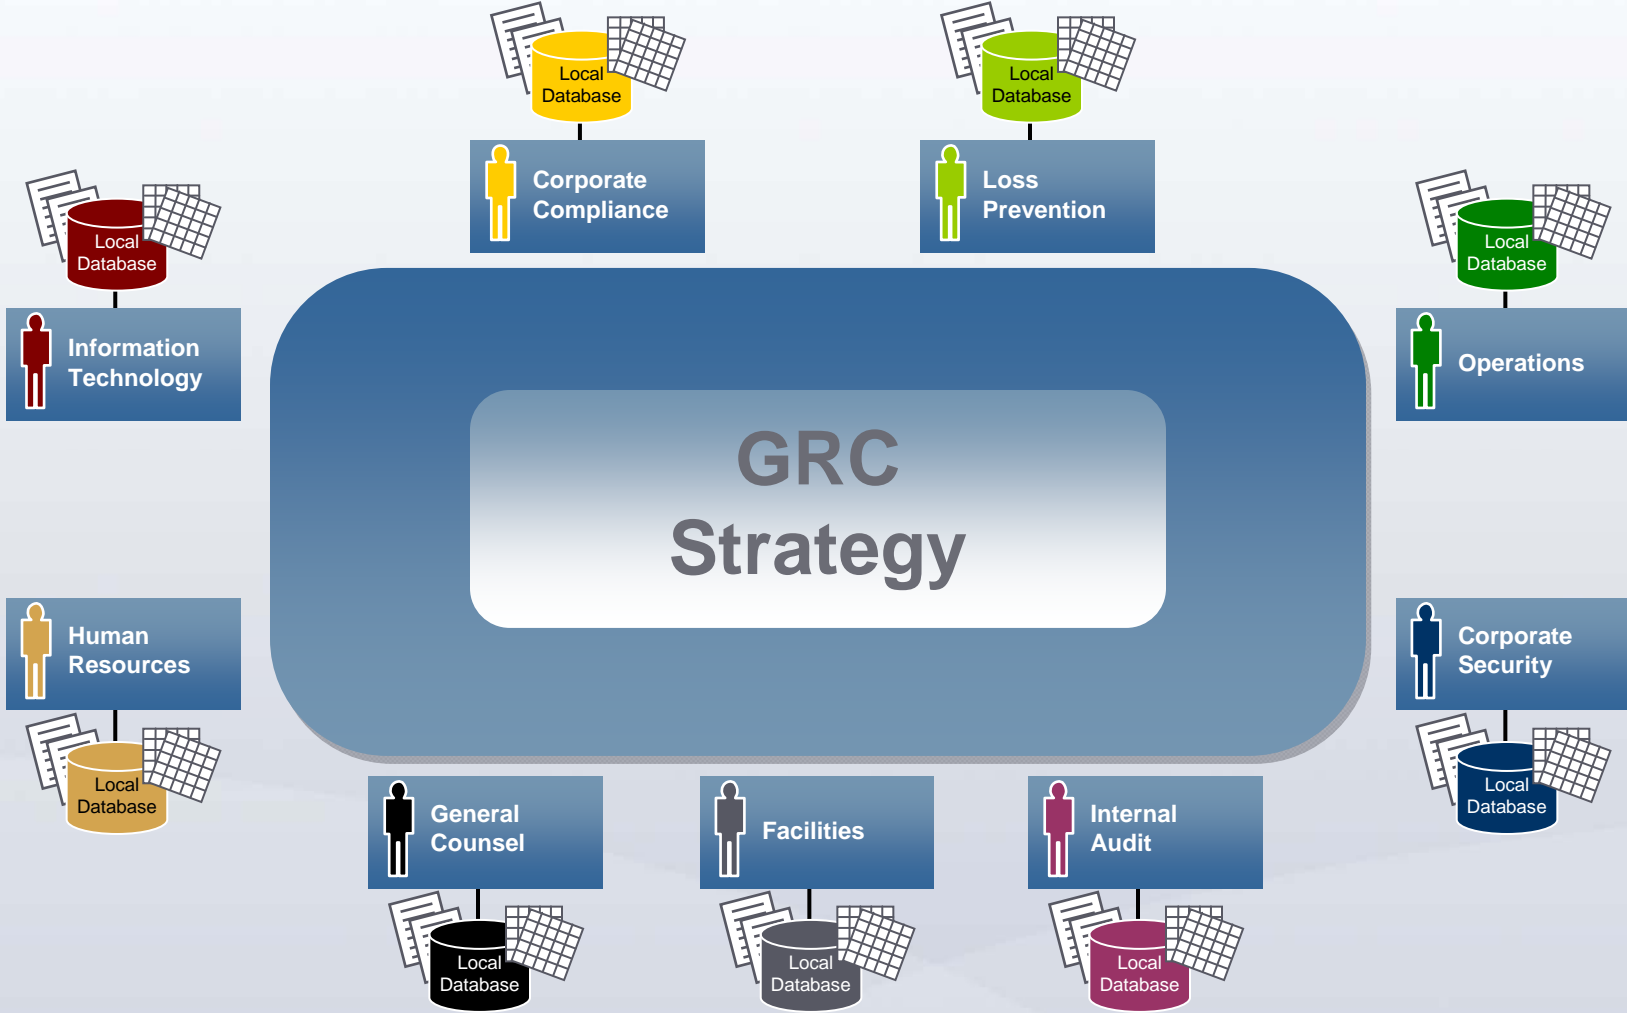 Local
Database
Local
Database
Corporate
Compliance
Loss
Prevention
Local
Database
Local
Database
Information
Technology
Operations
GRC
Strategy
Human
Resources
Corporate
Security
Local
Database
Local
Database
General
Counsel
Facilities
Internal
Audit
Local
Database
Local
Database
Local
Database